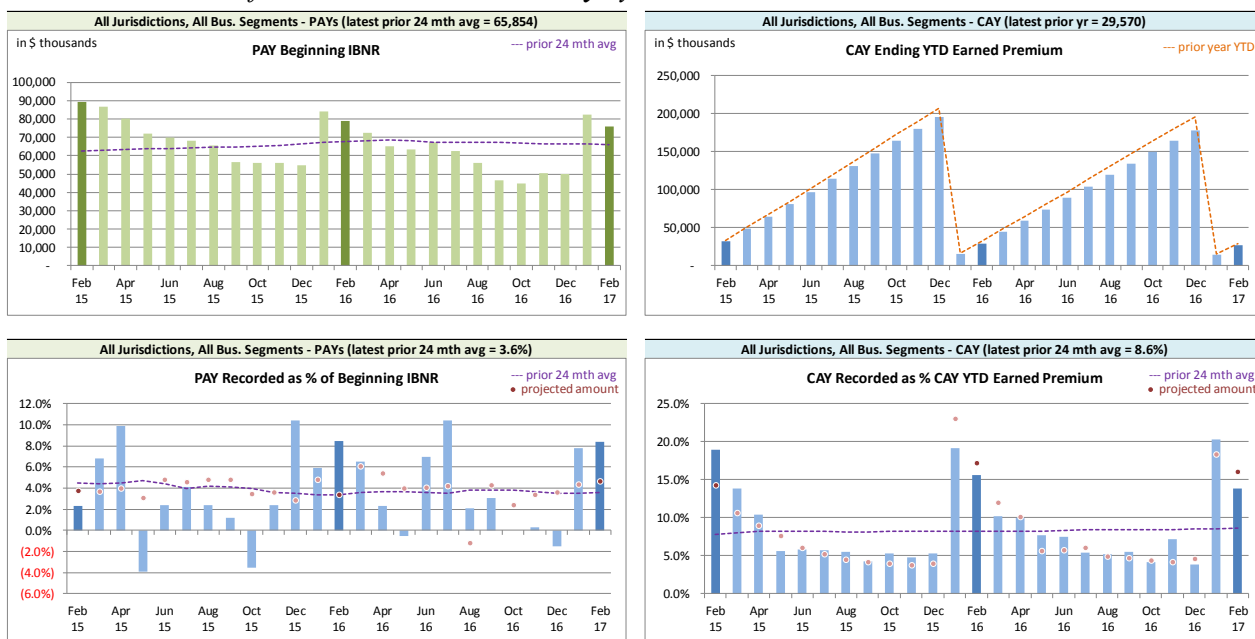 All Jurisdictions, All Bus. Segments - PAYs (latest prior 24 mth avg = 65,854)
in $ thousands
PAY Beginning IBNR
--- prior 24 mth avg
100,000
90,000
80,000
70,000
60,000
50,000
40,000
30,000
20,000
10,000
-
Feb Apr Jun Aug Oct Dec Feb Apr Jun Aug Oct Dec Feb
15 15 15 15 15 15 16 16 16 16 16 16 17
All Jurisdictions, All Bus. Segments - CAY (latest prior yr = 29,570)
in $ thousands
CAY Ending YTD Earned Premium
--- prior year YTD
250,000
200,000
150,000
100,000
50,000
-
Feb Apr Jun Aug Oct Dec Feb Apr Jun Aug Oct Dec Feb
15 15 15 15 15 15 16 16 16 16 16 16 17
All Jurisdictions, All Bus. Segments - PAYs (latest prior 24 mth avg = 3.6%)
PAY Recorded as % of Beginning IBNR
--- prior 24 mth avg
• projected amount
12.0%
10.0%
8.0%
6.0%
4.0%
2.0%
0.0%
(2.0%)
(4.0%)
(6.0%)
Feb Apr Jun Aug Oct Dec Feb Apr Jun Aug Oct Dec Feb
15 15 15 15 15 15 16 16 16 16 16 16 17
All Jurisdictions, All Bus. Segments - CAY (latest prior 24 mth avg = 8.6%)
CAY Recorded as % CAY YTD Earned Premium
--- prior 24 mth avg
• projected amount
25.0%
20.0%
15.0%
10.0%
5.0%
0.0%
Feb Apr Jun Aug Oct Dec Feb Apr Jun Aug Oct Dec Feb
15 15 15 15 15 15 16 16 16 16 16 16 17